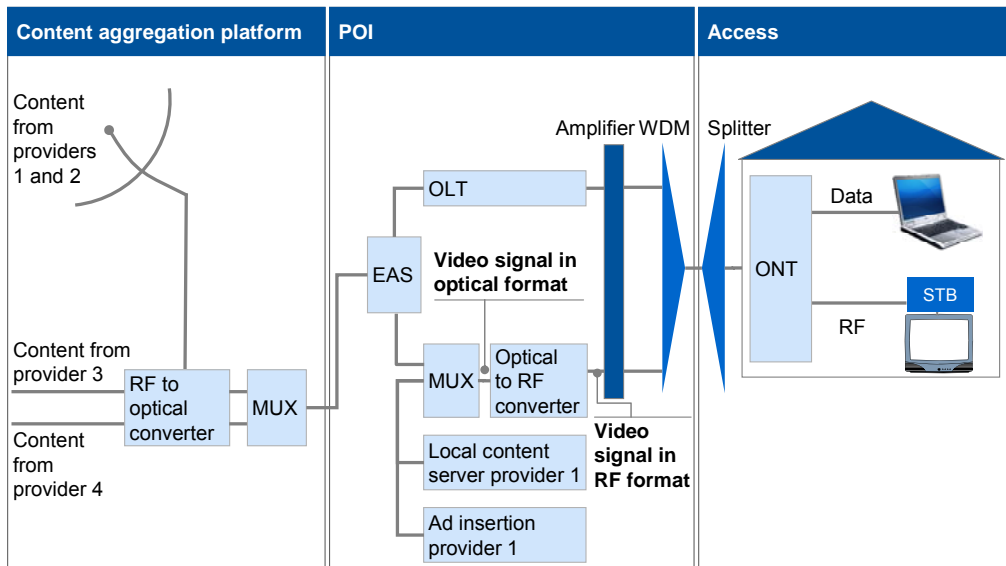 Content aggregation platform
POI
Access
Content
from
providers
1 and 2
Content from
provider 3
Content
from
provider 4
RF to
optical
converter
MUX
EAS
OLT
Video signal in
optical format
MUX
Optical
to RF
converter
Local content
server provider 1
Ad insertion
provider 1
Video
signal in
RF format
Amplifier
WDM
Splitter
ONT
Data
RF
STB